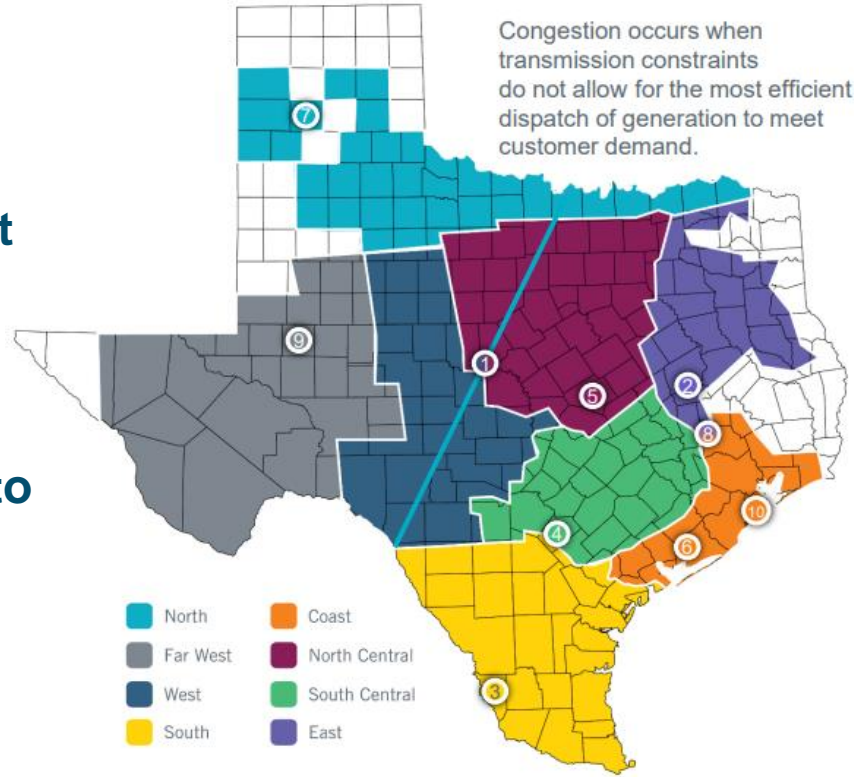 Congestion occurs when
transmission constraints
do not allow for the most efficient
dispatch of generation to meet
customer demand.
7
t
9
1
5
2
8
to
10
4
6
3
North
Coast
Far West
North Central
West
South Central
South
East